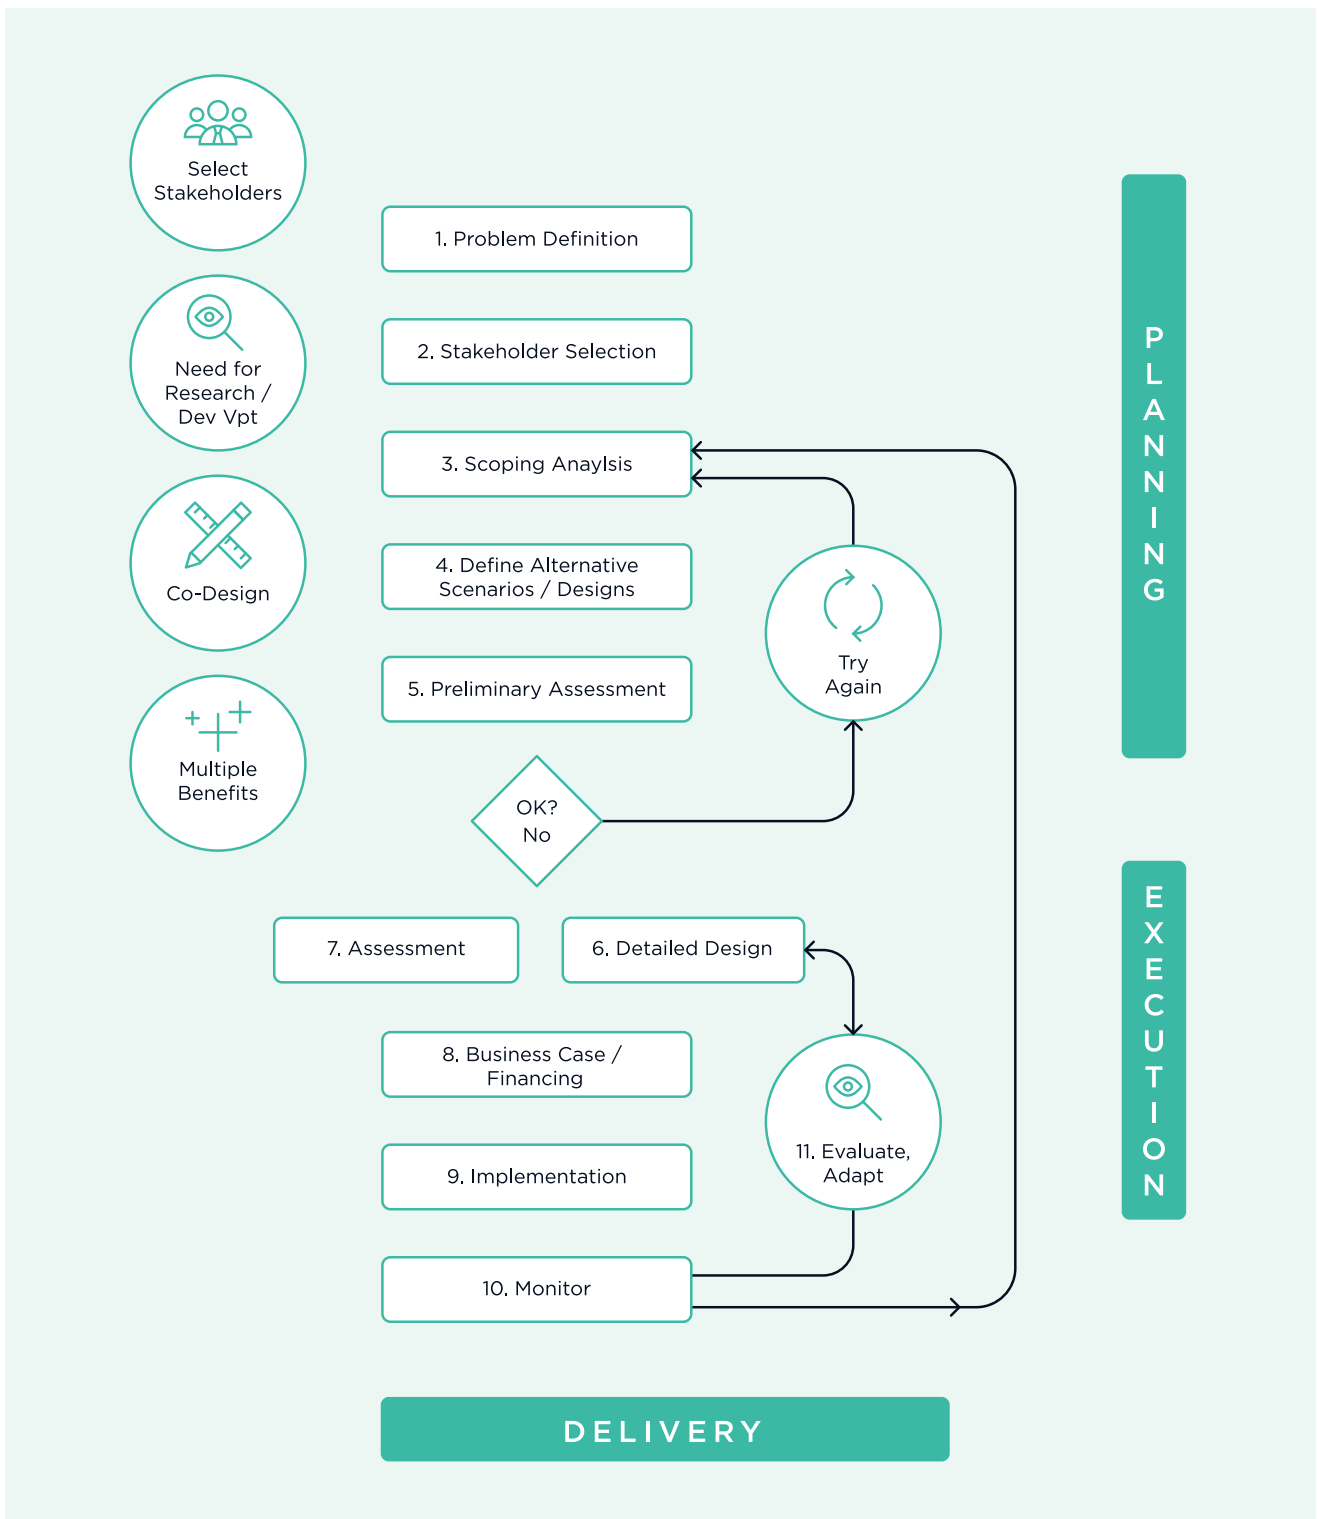 Select
Stakeholders
Need for
Research /
Dev Vpt
Co-Design
Multiple
Benefits
1. Problem Definition
2. Stakeholder Selection
3. Scoping Anaylsis
4. Define Alternative
Scenarios / Designs
5. Preliminary Assessment
Try
Again
OK?
No
7. Assessment
6. Detailed Design
8. Business Case /
Financing
9. Implementation
10. Monitor
11. Evaluate,
Adapt
PLANNING
EXECUTION
DELIVERY